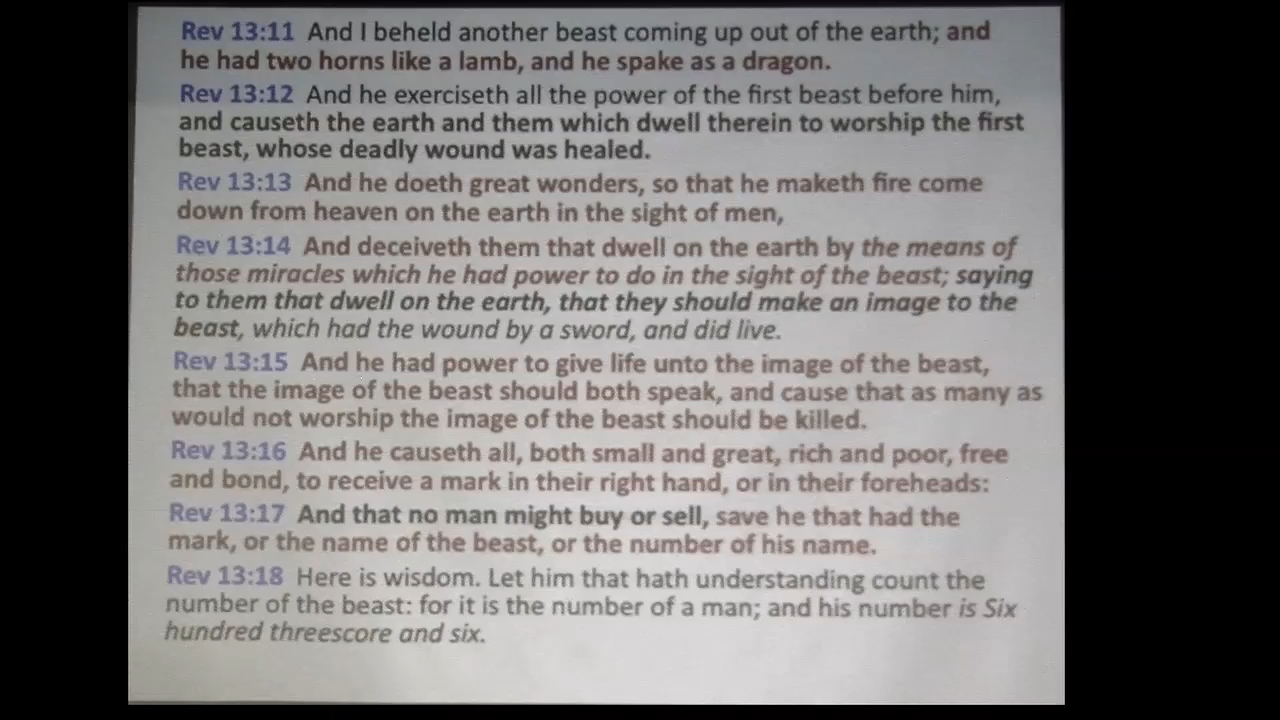 Rev 13:11 And I beheld another beast coming up out of the earth; and
he had two horns like a lamb, and he spake as a dragon.
Rev 13:12 And he exerciseth all the power of the first beast before him,
and causeth the earth and them which dwell therein to worship the first
beast, whose deadly wound was healed.
Rev 13:13 And he doeth great wonders, so that he maketh fire come
down from heaven on the earth in the sight of men,
Rev 13:14 And deceiveth them that dwell on the earth by the means of
those miracles which he had power to do in the sight of the beast; saying
to them that dwell on the earth, that they should make an image to the
beast, which had the wound by a sword, and did live.
Rev 13:15 And he had power to give life unto the image of the beast,
that the image of the beast should both speak, and cause that as many as
would not worship the image of the beast should be killed.
Rev 13:16 And he causeth all, both small and great, rich and poor, free
and bond, to receive a mark in their right hand, or in their foreheads:
Rev 13:17 And that no man might buy or sell, save he that had the
mark, or the name of the beast, or the number of his name.
Rev 13:18 Here is wisdom. Let him that hath understanding count the
number of the beast: for it is the number of a man; and his number is Six
hundred threescore and six.